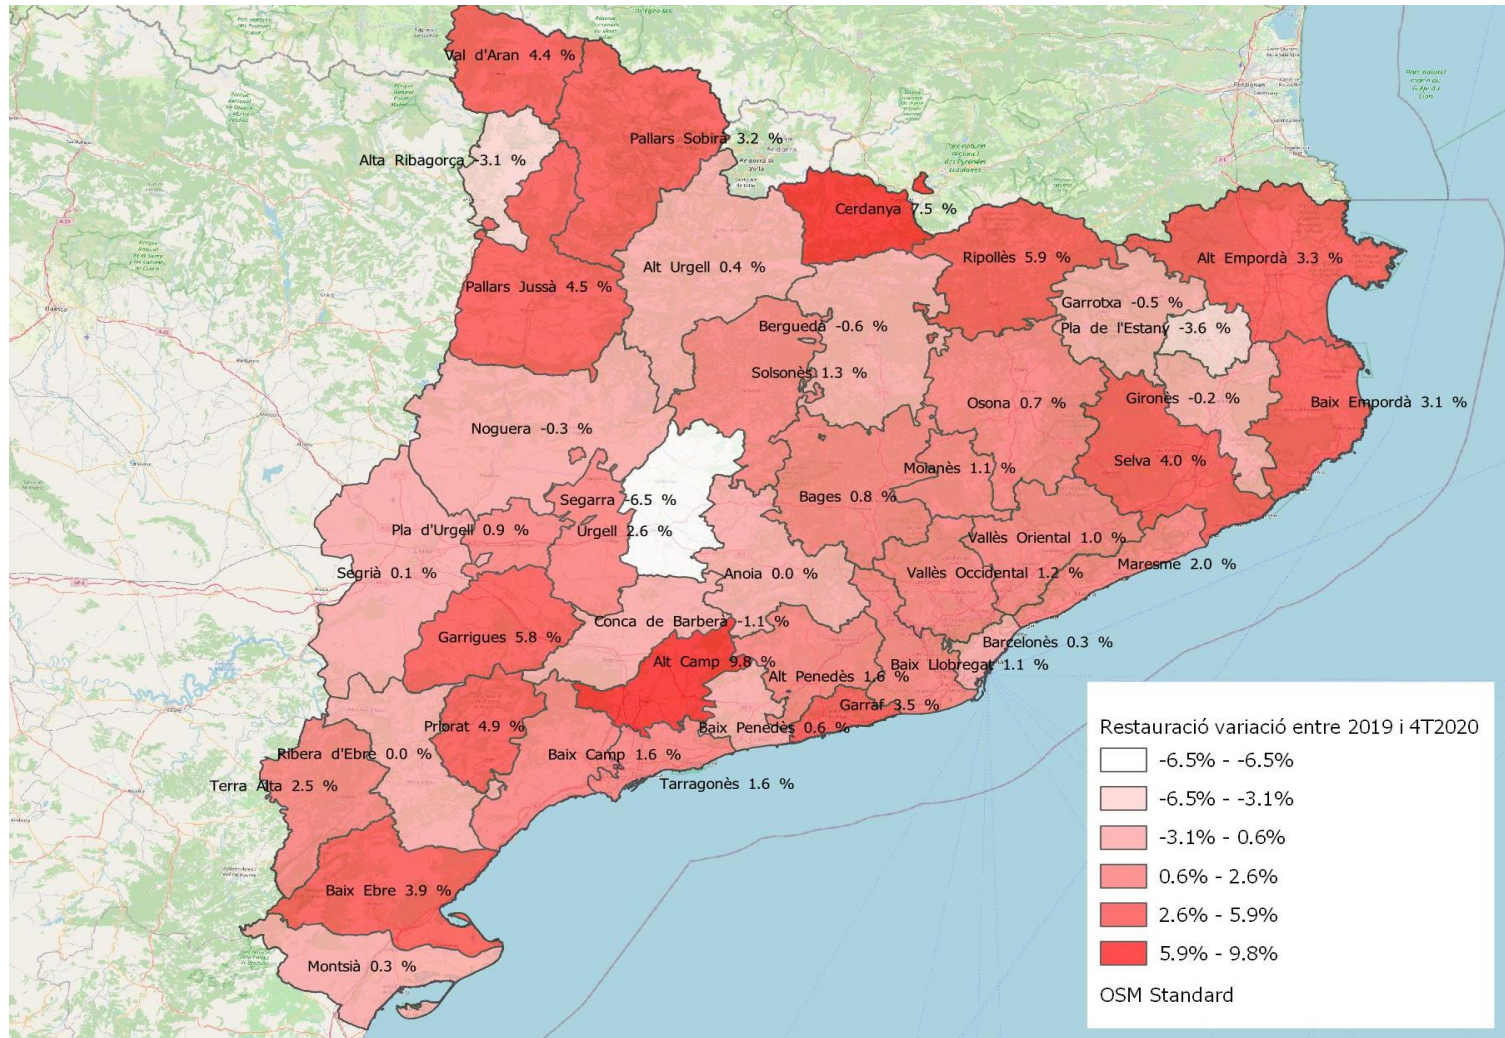 Val d'Aran 4.4 %
Pallars Sobirà 3.2 %
Alta Ribagorça -3.1 %
Cerdanya 7.5 %
Ripollès 5.9 %
Alt Empordà 3.3 %
Alt Urgell 0.4 %
Pallars Jussà 4.5 %
Garrotxa -0.5 %
Berguedà -0.6 %
Pla de l'Estany -3.6 %
Solsonès 1.3 %
Osona 0.7 %
Gironès -0.2 %
Baix Empordà 3.1 %
Noguera -0.3 %
Selva 4.0 %
Moianès 1.1 %
Segarra -6.5 %
Bages 0.8 %
Pla d'Urgell 0.9 %
Urgell 2.6 %
Vallès Oriental 1.0 %
Maresme 2.0 %
Segrià 0.1 %
Anoia 0.0 %
Vallès Occidental 1.2 %
Conca de Barberà -1.1 %
Garrigues 5.8 %
Barcelonès 0.3 %
Alt Camp 9.8 %
Baix Llobregat 1.1 %
Alt Penedès 1.6 %
Garraf 3.5 %
Priorat 4.9 %
Baix Penedès 0.6 %
Ribera d'Ebre 0.0 %
Baix Camp 1.6 %
Terra Alta 2.5 %
Tarragonès 1.6 %
Baix Ebre 3.9 %
Montsià 0.3 %
Restauració variació entre 2019 i 4T2020
-6.5% - -6.5%
-6.5% - -3.1%
-3.1% - 0.6%
0.6% - 2.6%
2.6% - 5.9%
5.9% - 9.8%
OSM Standard